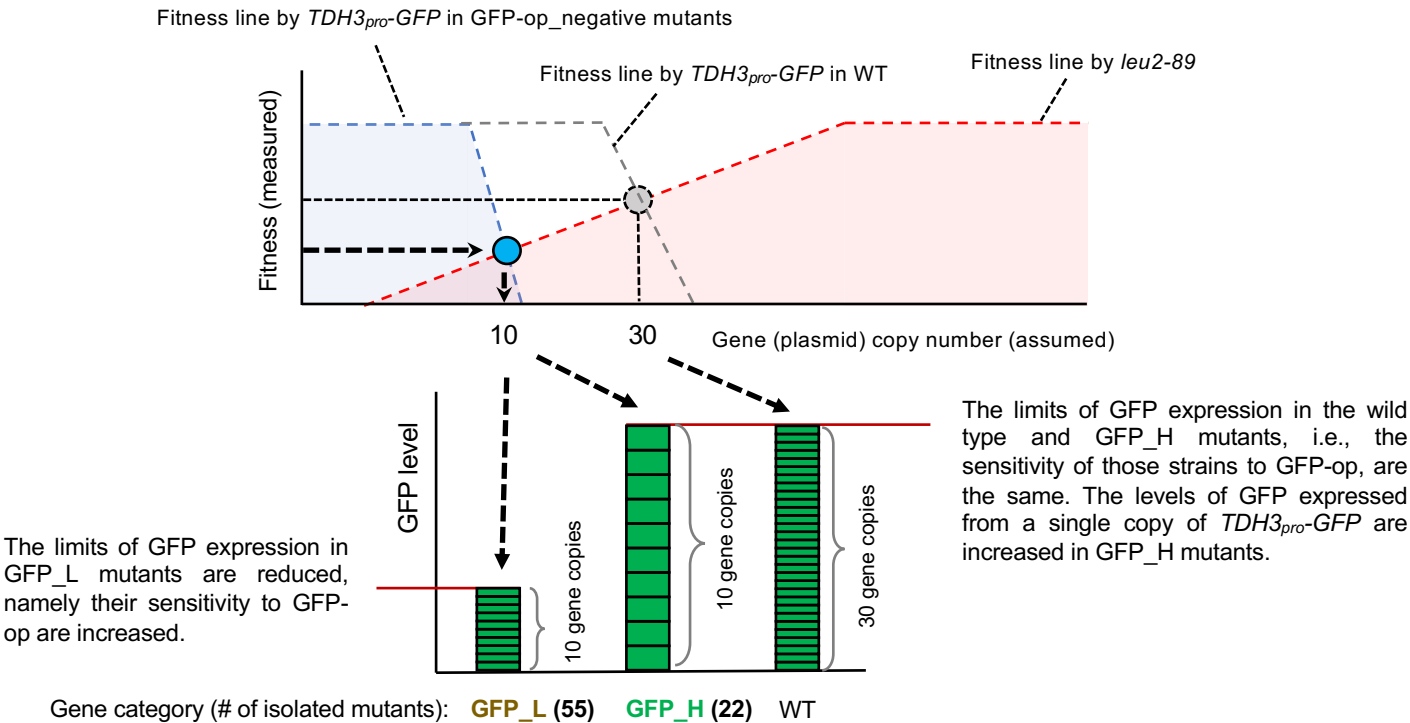 Fitness line by TDH3pro-GFP in GFP-op_negative mutants
Fitness line by TDH3pro-GFP in WT
Fitness line by leu2-89
Fitness (measured)
10
30
Gene (plasmid) copy number (assumed)
GFP level
10 gene copies
10 gene copies
30 gene copies
The limits of GFP expression in the wild
type and GFP_H mutants, i.e., the
sensitivity of those strains to GFP-op, are
the same. The levels of GFP expressed
from a single copy of TDH3pro-GFP are
increased in GFP_H mutants.
The limits of GFP expression in
GFP_L mutants are reduced,
namely their sensitivity to GFP-
op are increased.
Gene category (# of isolated mutants): GFP_L (55) GFP_H (22) WT